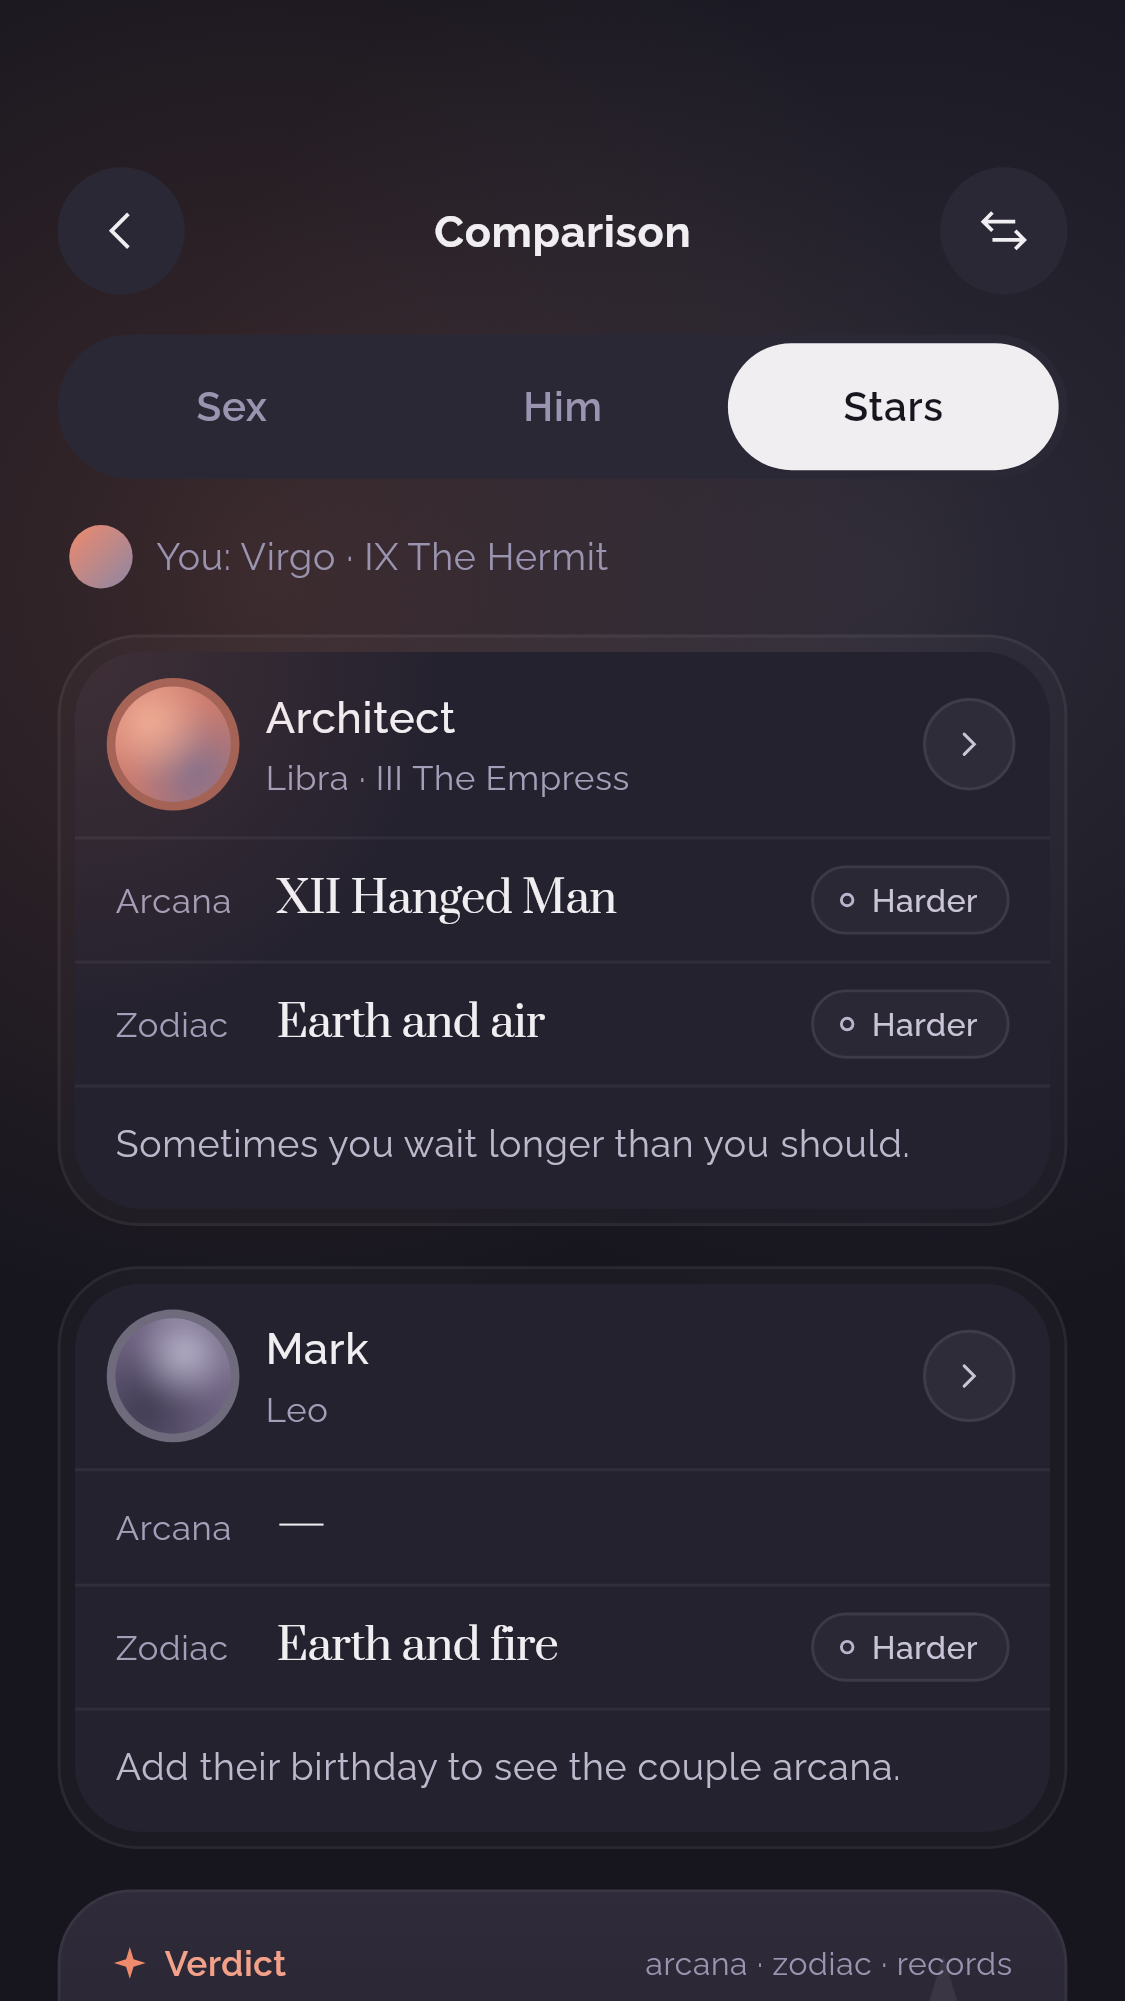 Comparison
Sex
Him
Stars
You: Virgo · IX The Hermit
Architect
Libra · III The Empress
Arcana XII Hanged Man Harder
Zodiac Earth and air Harder
Sometimes you wait longer than you should.
Mark
Leo
Arcana —
Zodiac Earth and fire Harder
Add their birthday to see the couple arcana.
Verdict arcana · zodiac · records